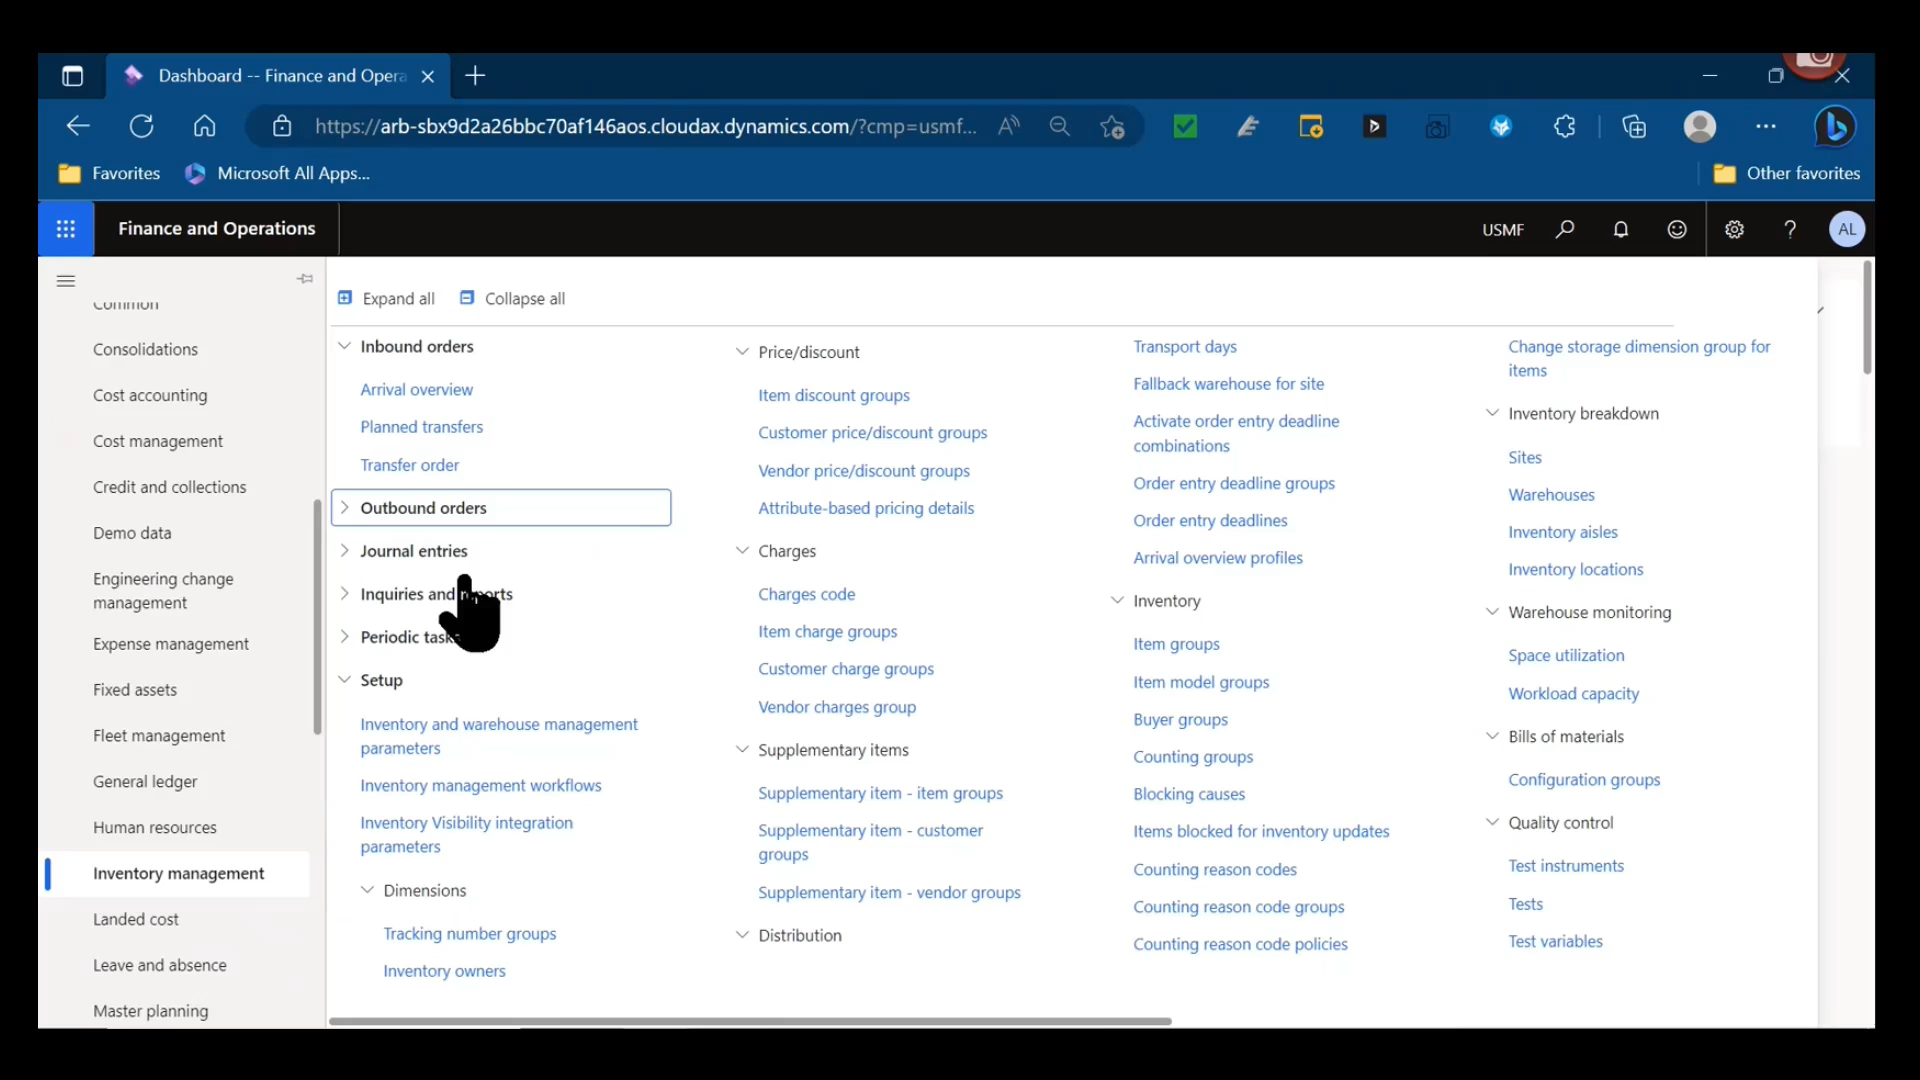 Dashboard -- Finance and Opera
https://arb-sbx9d2a26bbc70af146aos.cloudax.dynamics.com/?cmp=usmf...
Favorites
Microsoft All Apps...
Other favorites
Finance and Operations
USMF
AL
Common
Consolidations
Cost accounting
Cost management
Credit and collections
Demo data
Engineering change
management
Expense management
Fixed assets
Fleet management
General ledger
Human resources
Inventory management
Landed cost
Leave and absence
Master planning
Expand all
Collapse all
Inbound orders
Arrival overview
Planned transfers
Transfer order
Outbound orders
Journal entries
Inquiries and reports
Periodic tasks
Setup
Inventory and warehouse management
parameters
Inventory management workflows
Inventory Visibility integration
parameters
Dimensions
Tracking number groups
Inventory owners
Price/discount
Item discount groups
Customer price/discount groups
Vendor price/discount groups
Attribute-based pricing details
Charges
Charges code
Item charge groups
Customer charge groups
Vendor charges group
Supplementary items
Supplementary item - item groups
Supplementary item - customer
groups
Supplementary item - vendor groups
Distribution
Transport days
Fallback warehouse for site
Activate order entry deadline
combinations
Order entry deadline groups
Order entry deadlines
Arrival overview profiles
Inventory
Item groups
Item model groups
Buyer groups
Counting groups
Blocking causes
Items blocked for inventory updates
Counting reason codes
Counting reason code groups
Counting reason code policies
Change storage dimension group for
items
Inventory breakdown
Sites
Warehouses
Inventory aisles
Inventory locations
Warehouse monitoring
Space utilization
Workload capacity
Bills of materials
Configuration groups
Quality control
Test instruments
Tests
Test variables